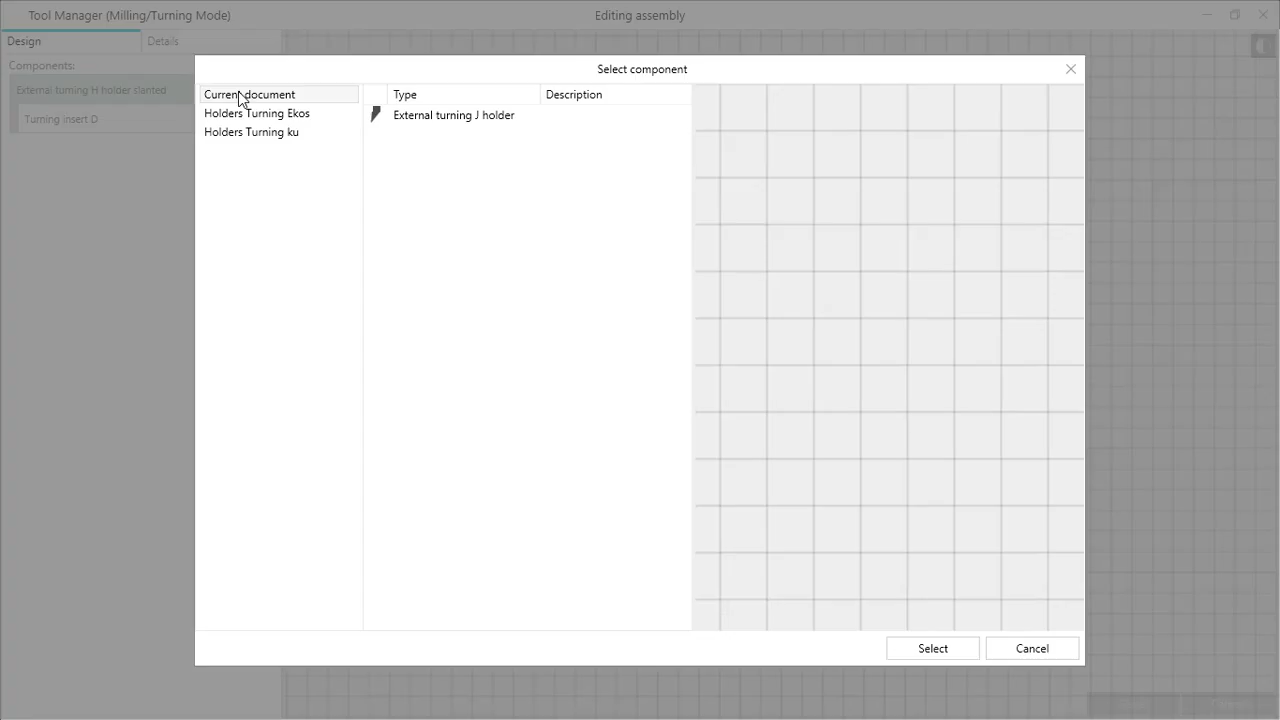 Tool Manager (Milling/Turning Mode)
Editing assembly
Design
Details
Components:
External turning H holder slanted
Turning insert D
Select component
Current document
Holders Turning Ekos
Holders Turning ku
Type
Description
External turning J holder
Select
Cancel